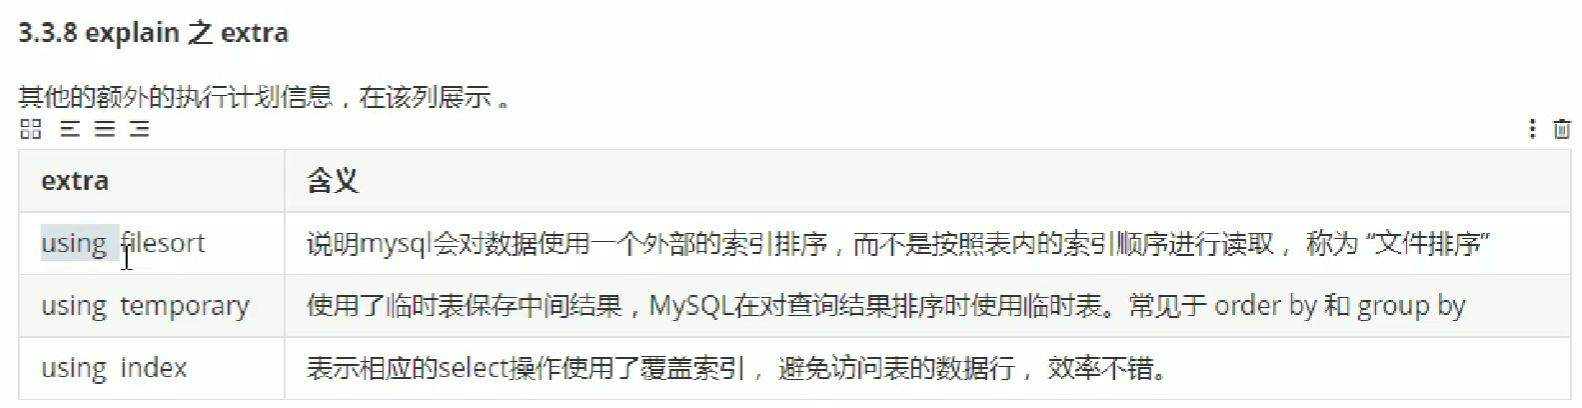 3.3.8 explain 之 extra
其他的额外的执行计划信息，在该列展示 。
extra 含义
using filesort 说明mysql会对数据使用一个外部的索引排序，而不是按照表内的索引顺序进行读取， 称为 “文件排序”
using temporary 使用了临时表保存中间结果，MySQL在对查询结果排序时使用临时表。常见于 order by 和 group by
using index 表示相应的select操作使用了覆盖索引， 避免访问表的数据行， 效率不错。